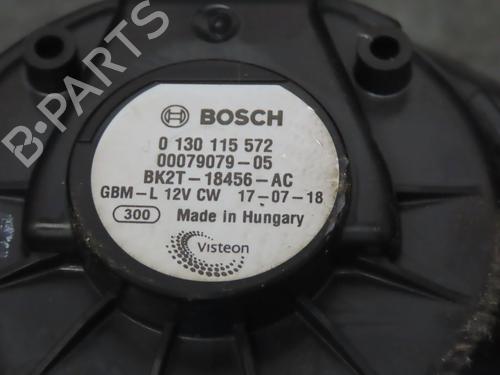 B-PARTS
BOSCH
0 130 115 572
00079079-05
BK2T-18456-AC
GBM-L 12V CW 17-07-18
300 Made in Hungary
Visteon